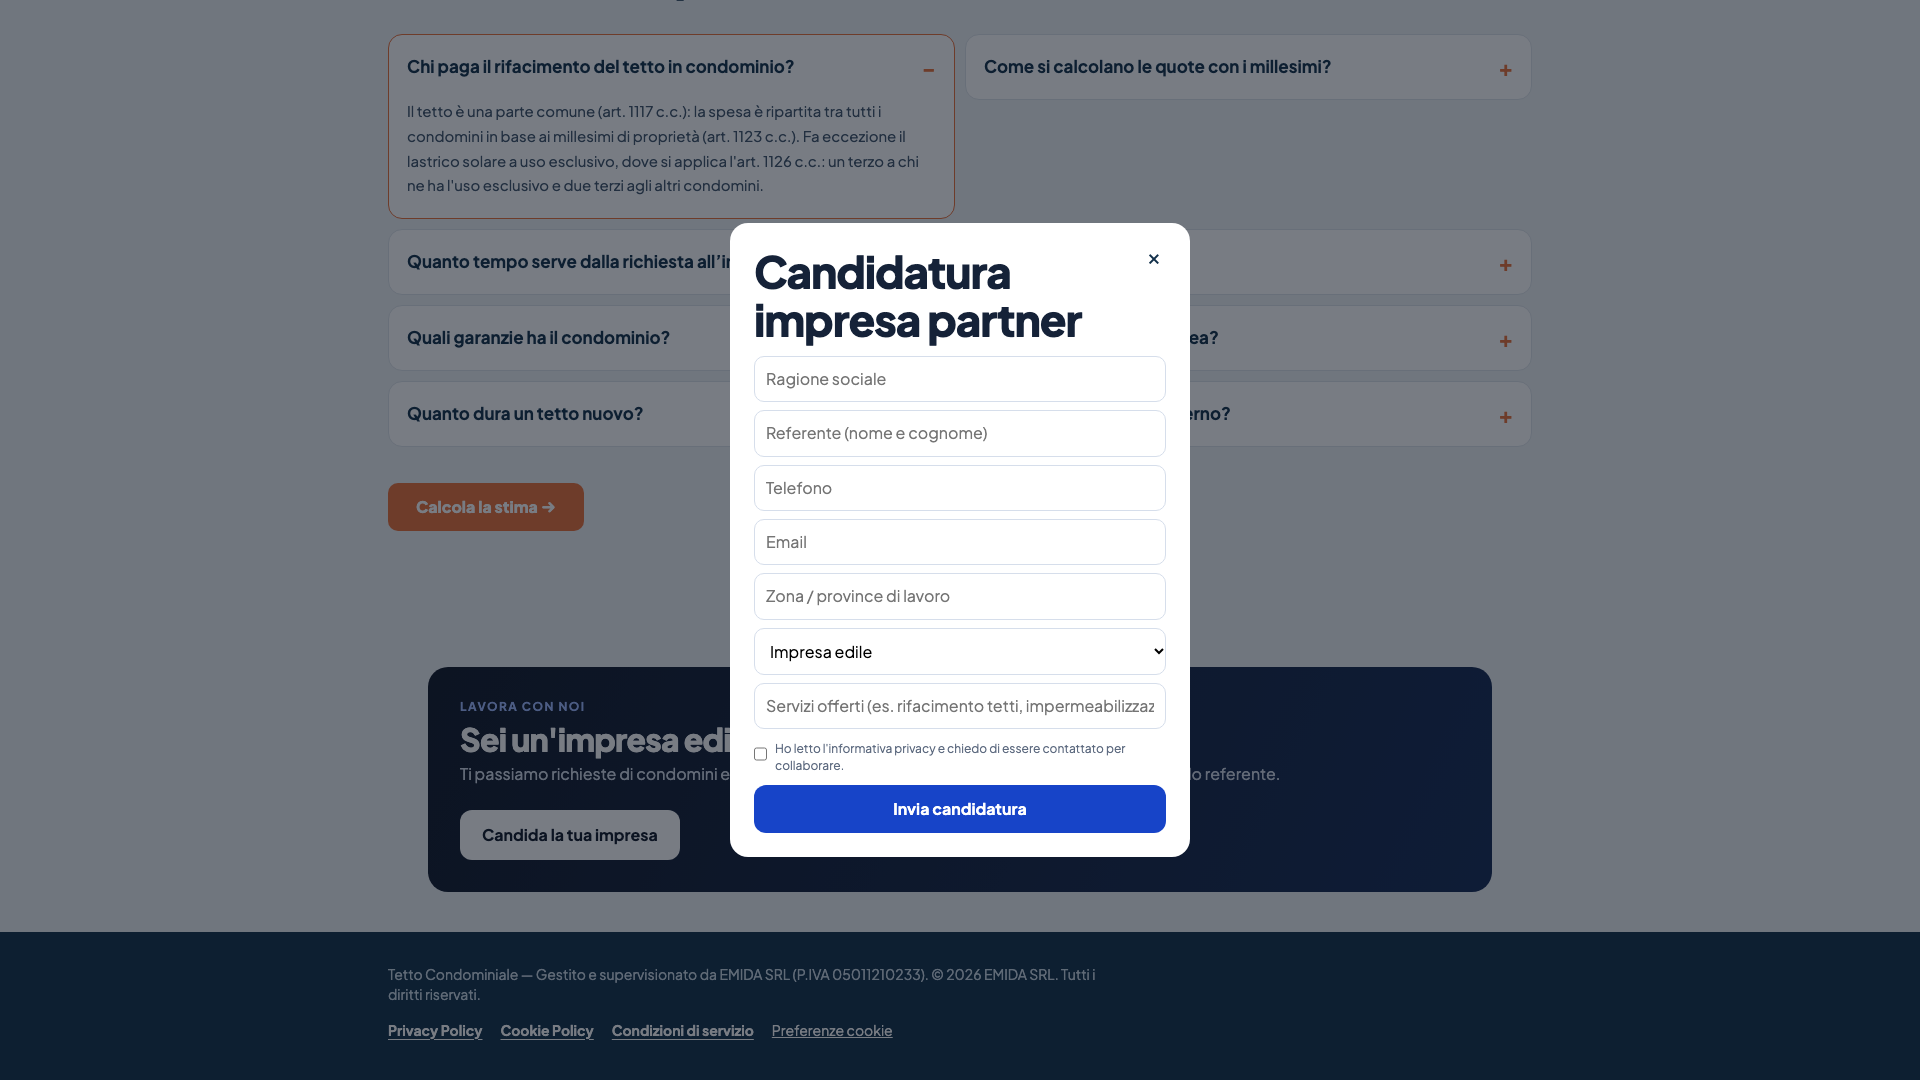 Chi paga il rifacimento del tetto in condominio?
–
Il tetto è una parte comune (art. 1117 c.c.): la spesa è ripartita tra tutti i
condomini in base ai millesimi di proprietà (art. 1123 c.c.). Fa eccezione il
lastrico solare a uso esclusivo, dove si applica l'art. 1126 c.c.: un terzo a chi
ne ha l'uso esclusivo e due terzi agli altri condomini.
Come si calcolano le quote con i millesimi?
+
Quanto tempo serve dalla richiesta
+
Quali garanzie ha il condominio?
+
Quanto dura un tetto nuovo?
+
Calcola la stima →
Candidatura
impresa partner
×
Ragione sociale
Referente (nome e cognome)
Telefono
Email
Zona / province di lavoro
Impresa edile
Servizi offerti (es. rifacimento tetti,
Ho letto l'informativa privacy e chiedo di essere contattato per
collaborare.
Invia candidatura
LAVORA CON NOI
Sei un'impresa
Ti passiamo richieste di condomini e
referente.
Candida la tua impresa
Tetto Condominiale — Gestito e supervisionato da EMIDA SRL (P.IVA 05011210233). © 2026 EMIDA SRL. Tutti i
diritti riservati.
Privacy Policy Cookie Policy Condizioni di servizio Preferenze cookie